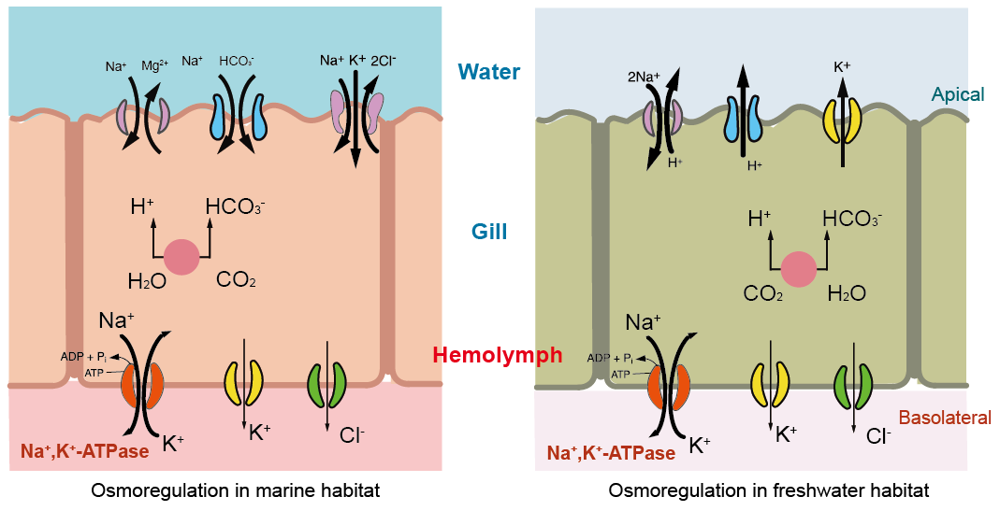 Na⁺ Mg²⁺ Na⁺ HCO₃⁻ Na⁺ K⁺ 2Cl⁻
H⁺ HCO₃⁻
H₂O CO₂
Na⁺
ADP + Pᵢ
ATP
K⁺ K⁺ Cl⁻
Na⁺,K⁺-ATPase
Osmoregulation in marine habitat
Water
Gill
Hemolymph
2Na⁺ K⁺
H⁺ H⁺
Apical
H⁺ HCO₃⁻
CO₂ H₂O
Na⁺
ADP + Pᵢ
ATP
K⁺ K⁺ Cl⁻
Basolateral
Na⁺,K⁺-ATPase
Osmoregulation in freshwater habitat